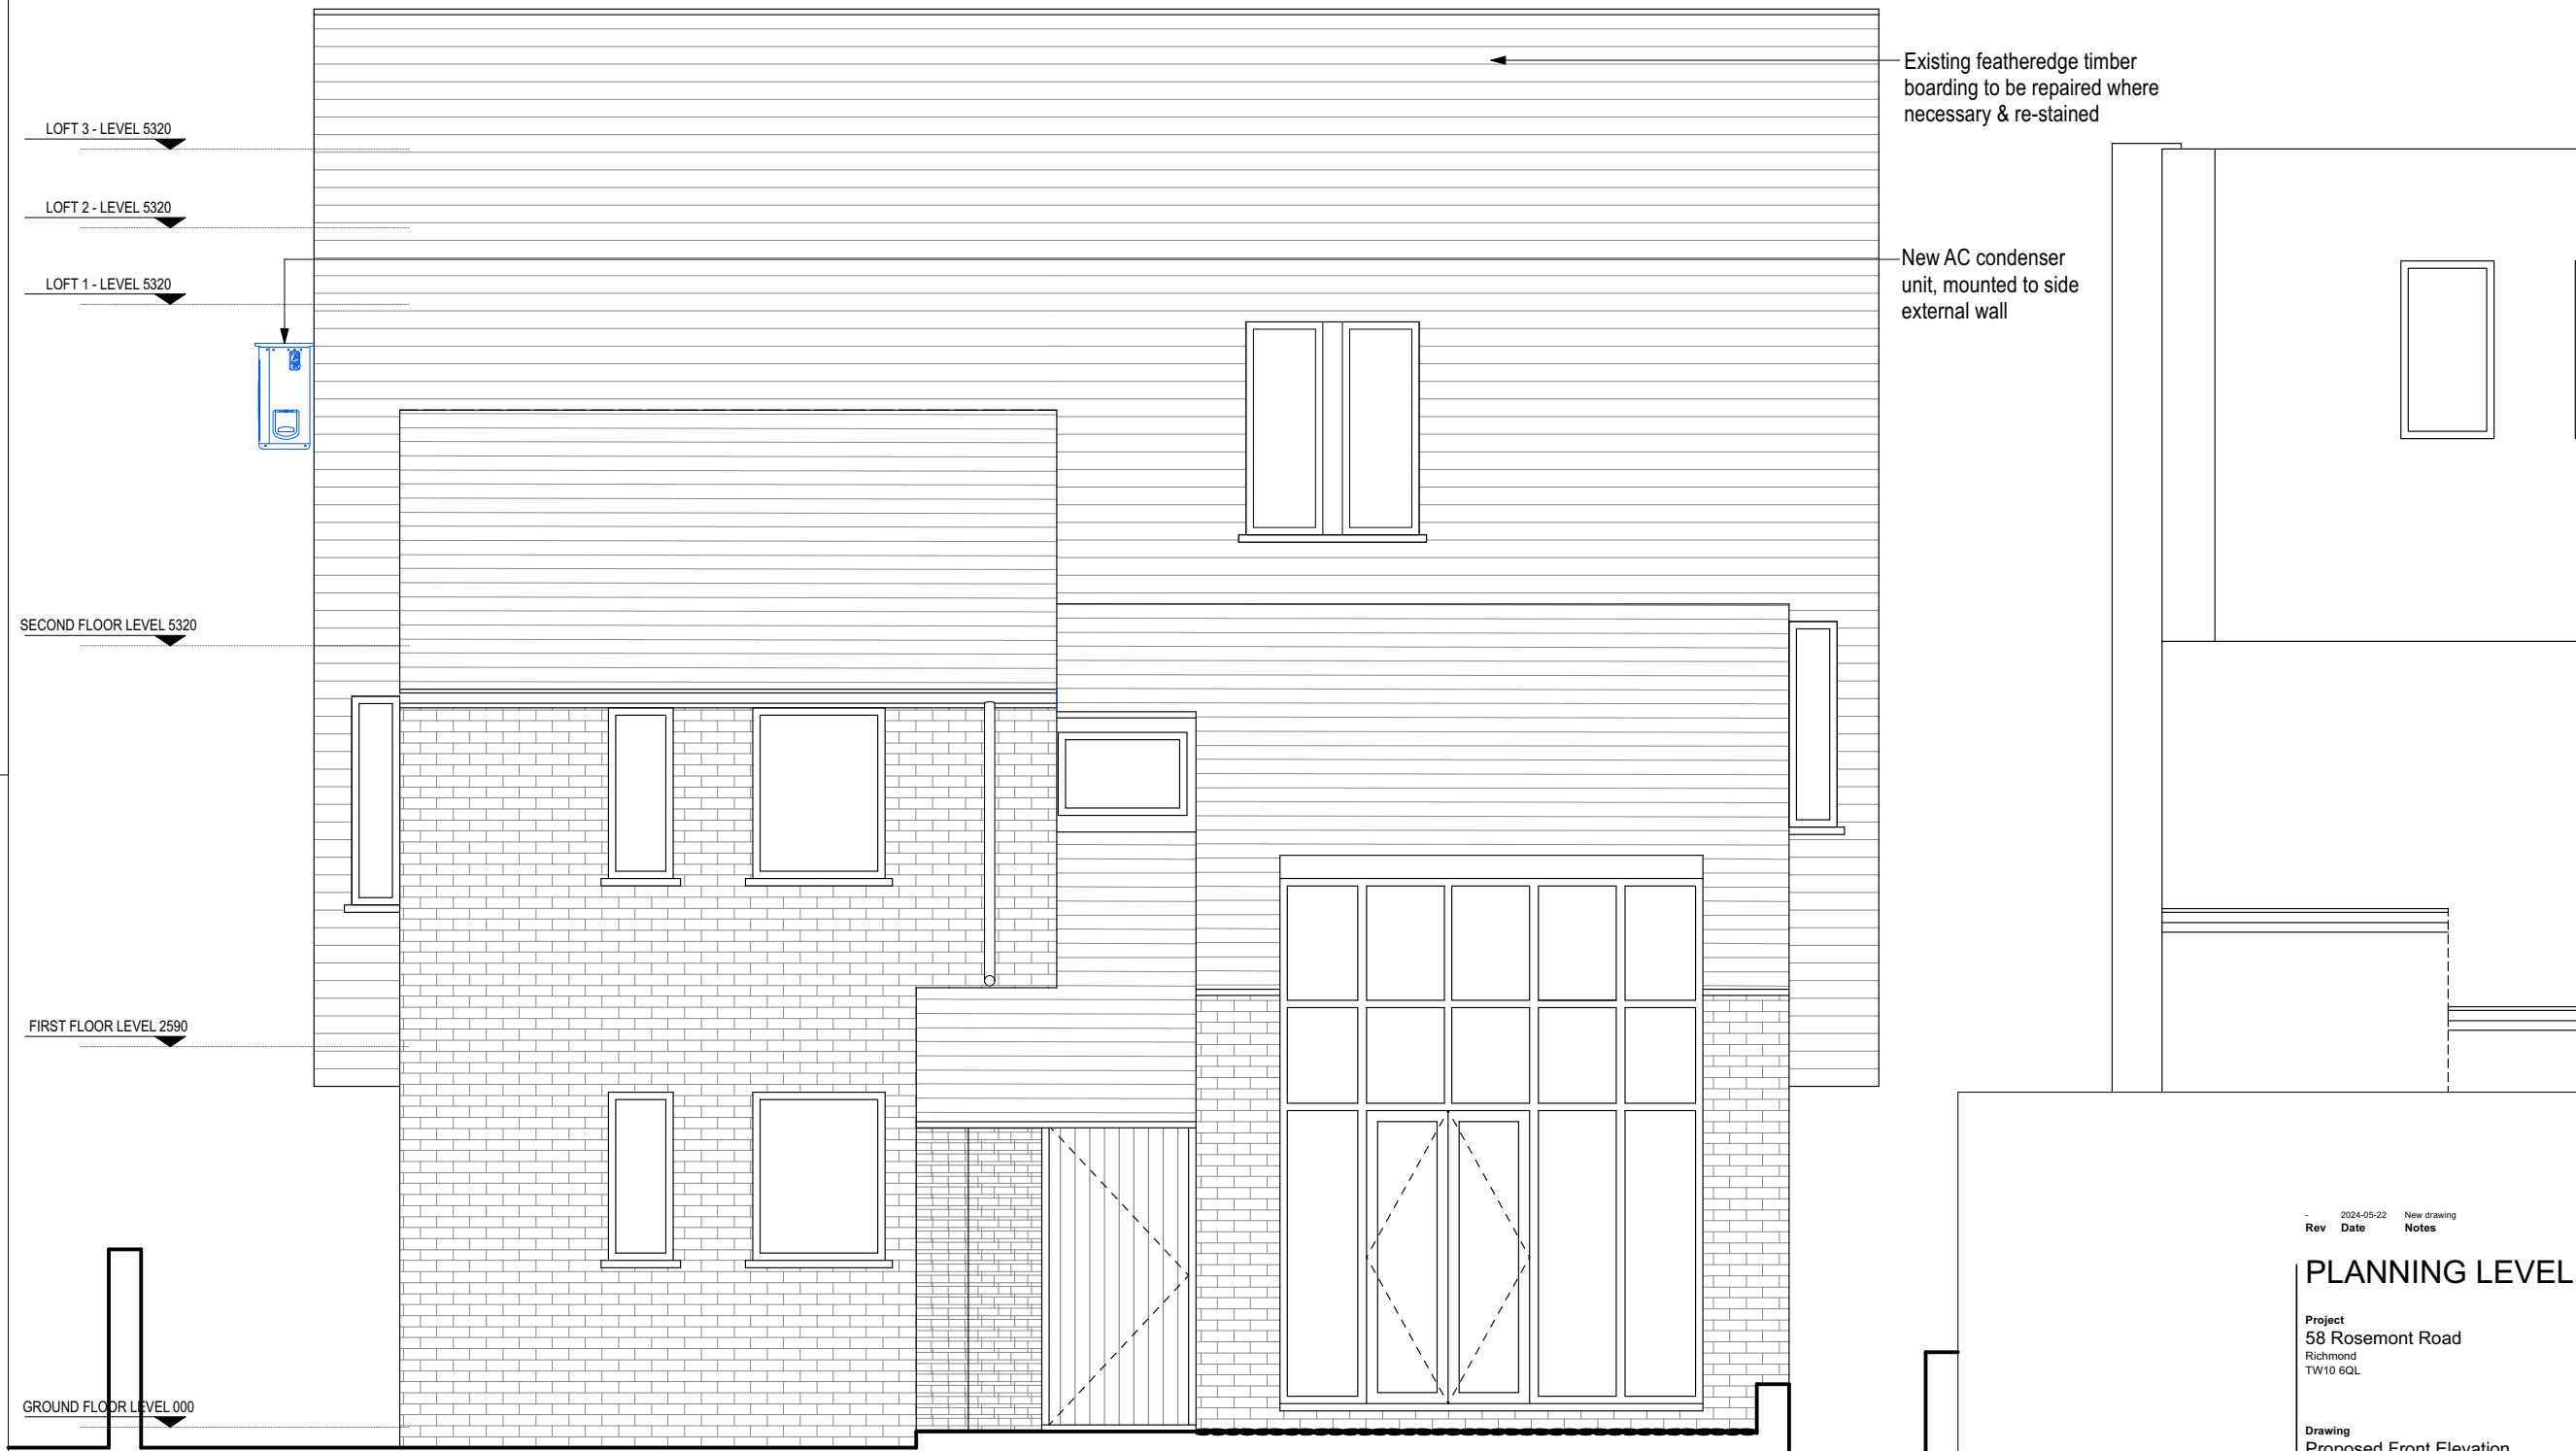 Existing featheredge timber
boarding to be repaired where
necessary & re-stained
LOFT 3 - LEVEL 5320
LOFT 2 - LEVEL 5320
New AC condenser
unit, mounted to side
external wall
LOFT 1 - LEVEL 5320
SECOND FLOOR LEVEL 5320
FIRST FLOOR LEVEL 2590
GROUND FLOOR LEVEL 000
- 2024-05-22 New drawing
Rev Date Notes
PLANNING LEVEL
Project
58 Rosemont Road
Richmond
TW10 6QL
Drawing
Proposed Front Elevation